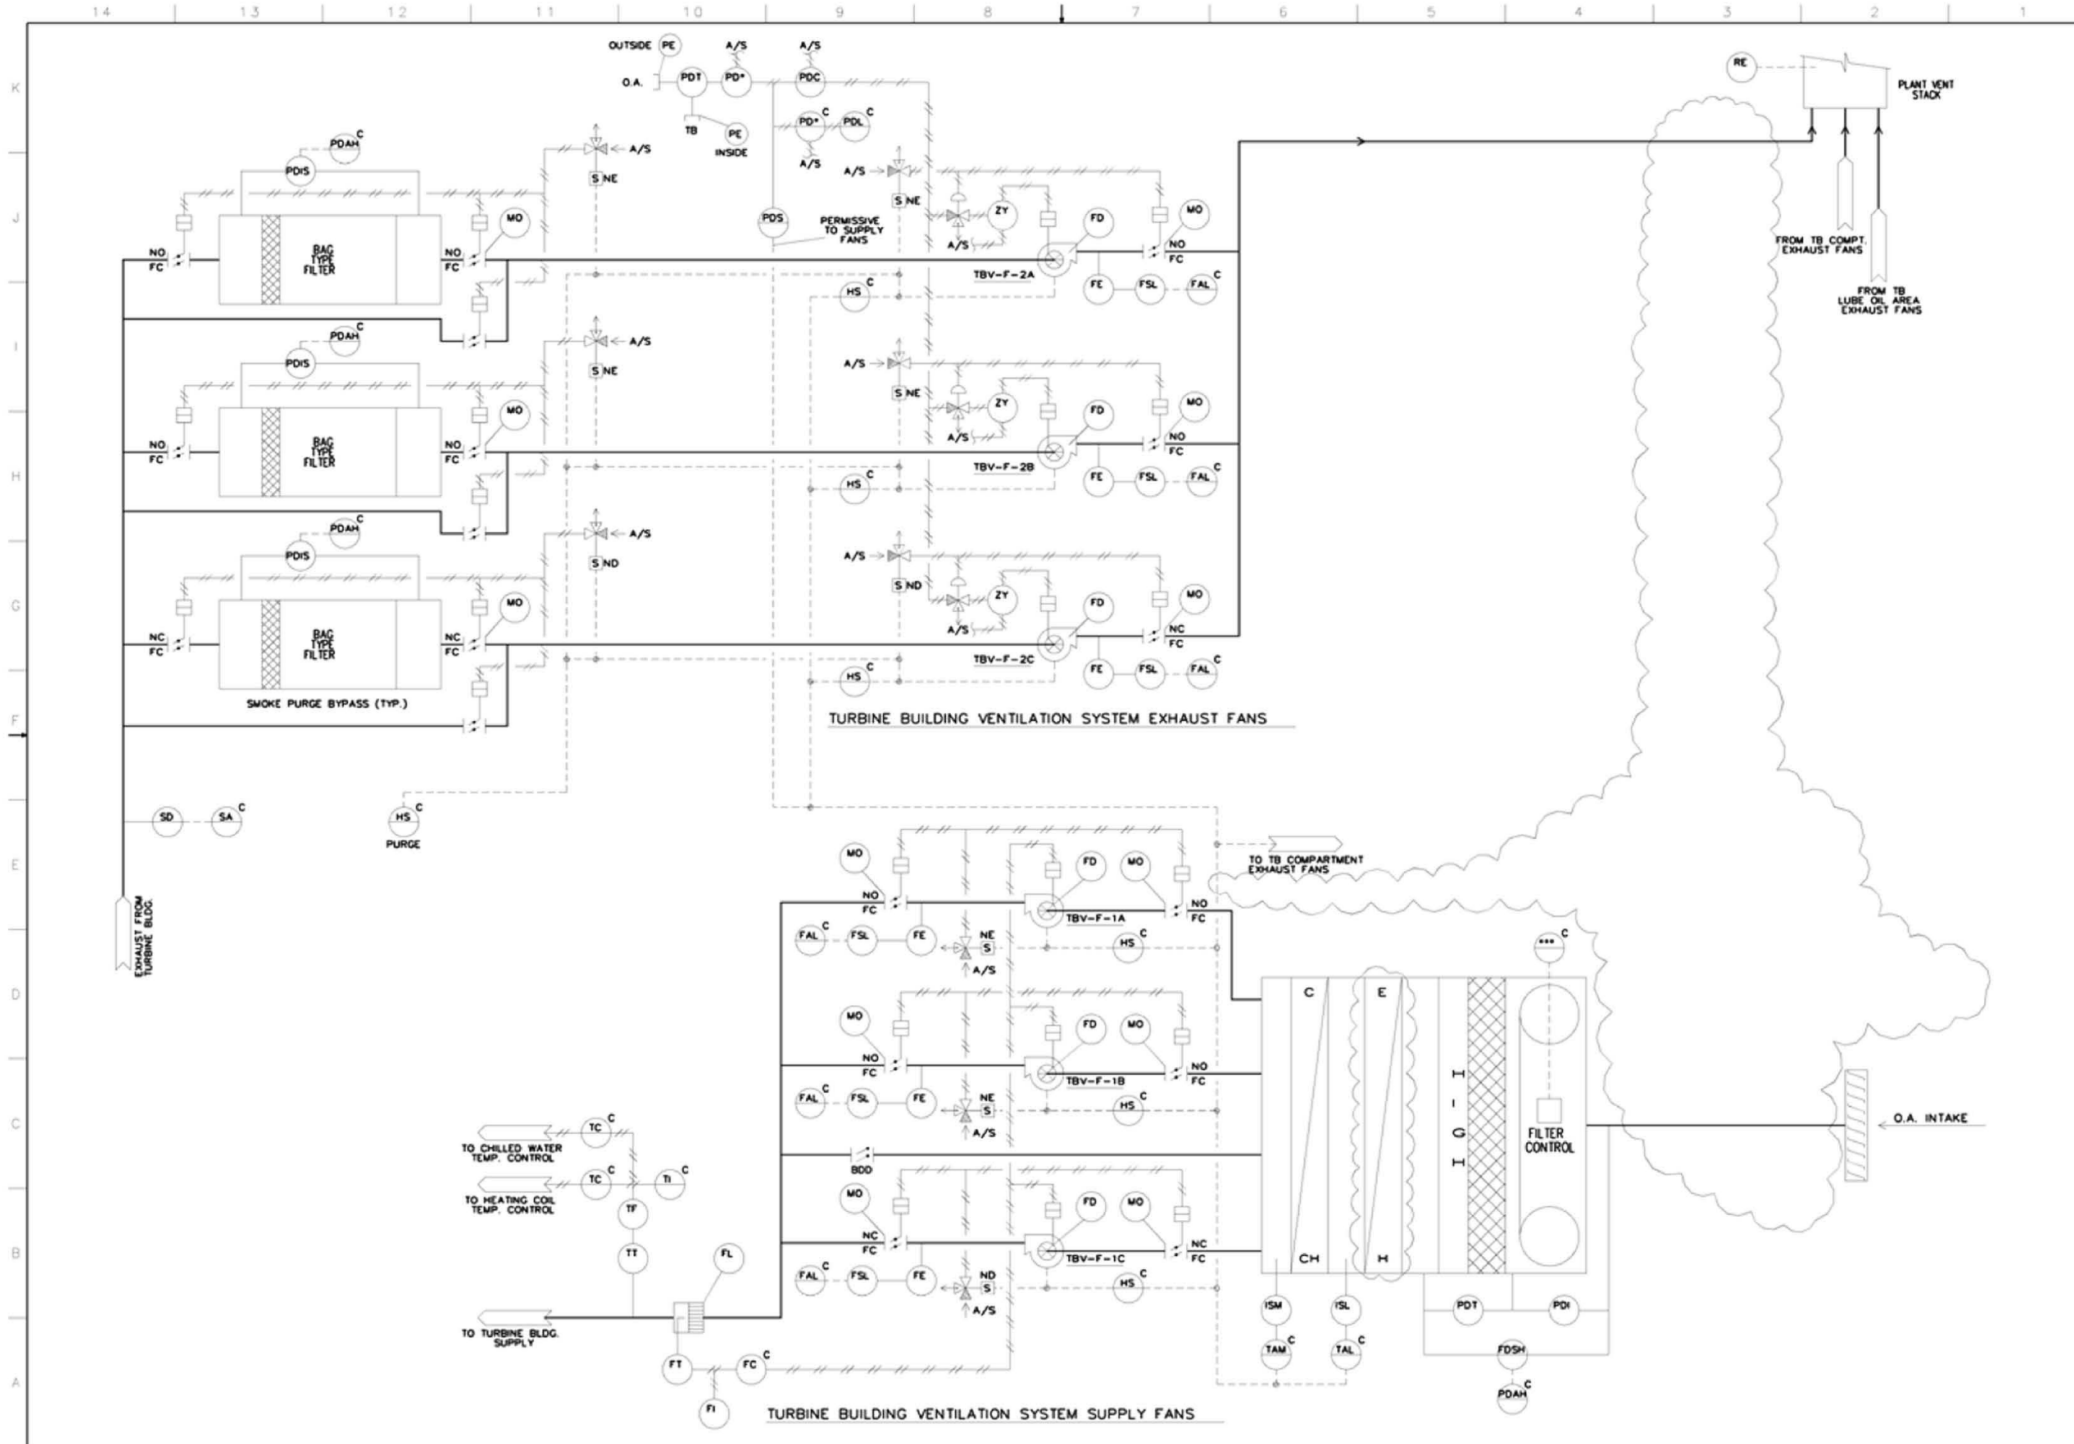 14 13 12 11 10 9 8 7 6 5 4 3 2 1
K
J
I
H
G
F
E
D
C
B
A
OUTSIDE PE
O.A.
PDT
A/S
PD*
A/S
PDC
TB
PE
INSIDE
PD* C
PDL C
A/S
PDS
PERMISSIVE
TO SUPPLY
FANS
RE
PLANT VENT
STACK
FROM TB COMPT.
EXHAUST FANS
FROM TB
LUBE OIL AREA
EXHAUST FANS
PDAH C
PDIS
NO
FC
BAG
TYPE
FILTER
NO
FC
MO
A/S
S NE
A/S
S NE
ZY
A/S
FD
MO
NO
FC
TBV-F-2A
HS C
FE
FSL
FAL C
PDAH C
PDIS
NO
FC
BAG
TYPE
FILTER
NO
FC
MO
A/S
S NE
A/S
S NE
ZY
A/S
FD
MO
NO
FC
TBV-F-2B
HS C
FE
FSL
FAL C
PDAH C
PDIS
NC
FC
BAG
TYPE
FILTER
NC
FC
MO
A/S
S ND
A/S
S ND
ZY
A/S
FD
MO
NC
FC
TBV-F-2C
HS C
FE
FSL
FAL C
SMOKE PURGE BYPASS (TYP.)
TURBINE BUILDING VENTILATION SYSTEM EXHAUST FANS
SD
SA C
HS C
PURGE
EXHAUST FROM
TURBINE BLDG.
TO TB COMPARTMENT
EXHAUST FANS
MO
NO
FC
FD
MO
NO
FC
TBV-F-1A
FAL C
FSL
FE
NE
S
A/S
HS C
MO
NO
FC
FD
MO
NO
FC
TBV-F-1B
FAL C
FSL
FE
NE
S
A/S
HS C
BDD
MO
NC
FC
FD
MO
NC
FC
TBV-F-1C
FAL C
FSL
FE
ND
S
A/S
HS C
*** C
C
CH
E
H
H
I
G
H
FILTER
CONTROL
O.A. INTAKE
TC C
TO CHILLED WATER
TEMP. CONTROL
TC C
TI C
TO HEATING COIL
TEMP. CONTROL
TF
TT
FL
TO TURBINE BLDG.
SUPPLY
FT
FC C
FI
ISM
TAM C
ISL
TAL C
PDT
PDI
FDSH
PDAH C
TURBINE BUILDING VENTILATION SYSTEM SUPPLY FANS